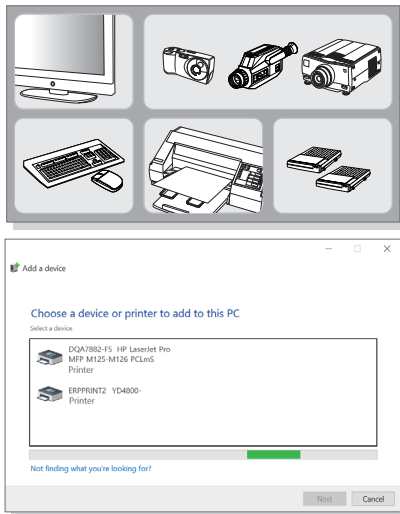 Add a device
Choose a device or printer to add to this PC
Select a device
DQA7882-FS HP LaserJet Pro
MFP M125-M126 PCLmS
Printer
ERPPRINT2 YD4800-
Printer
Not finding what you're looking for?
Next Cancel